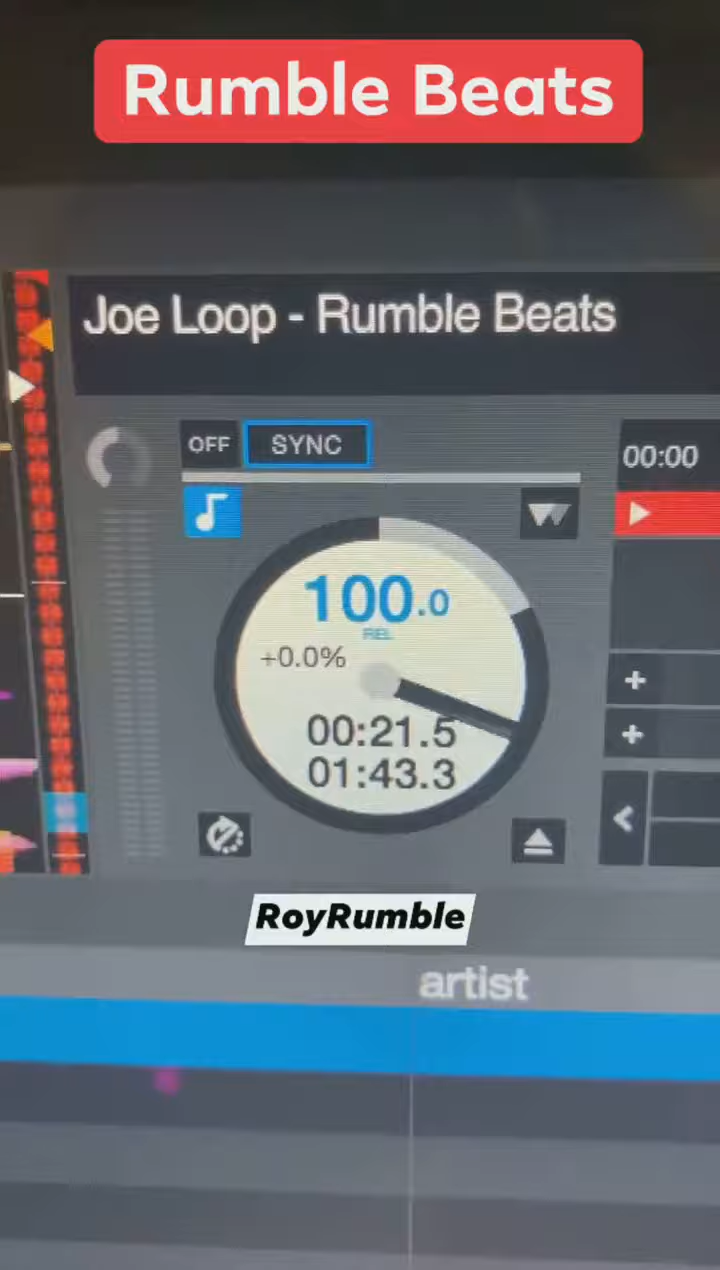 Rumble Beats
Joe Loop - Rumble Beats
OFF SYNC
00:00
100.0
REL
+0.0%
00:21.5
01:43.3
RoyRumble
artist